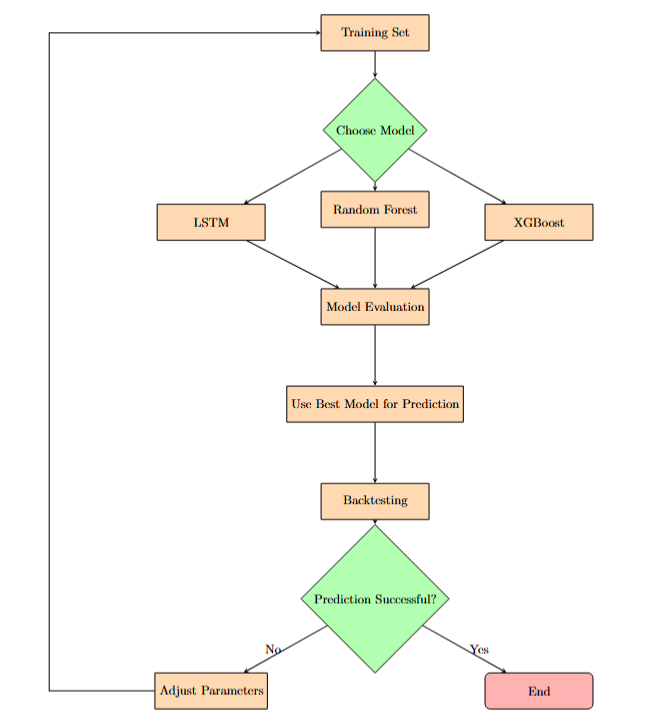 Training Set
Choose Model
LSTM
Random Forest
XGBoost
Model Evaluation
Use Best Model for Prediction
Backtesting
Prediction Successful?
No
Yes
Adjust Parameters
End